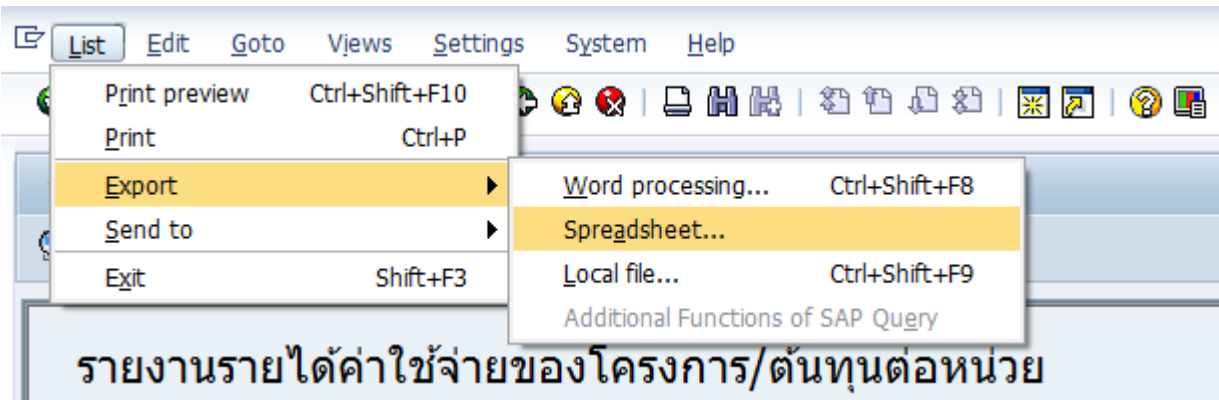 List Edit Goto Views Settings System Help
Print preview Ctrl+Shift+F10
Print Ctrl+P
Export
Word processing... Ctrl+Shift+F8
Send to
Spreadsheet...
Exit Shift+F3
Local file... Ctrl+Shift+F9
Additional Functions of SAP Query
รายงานรายได้ค่าใช้จ่ายของโครงการ/ต้นทุนต่อหน่วย